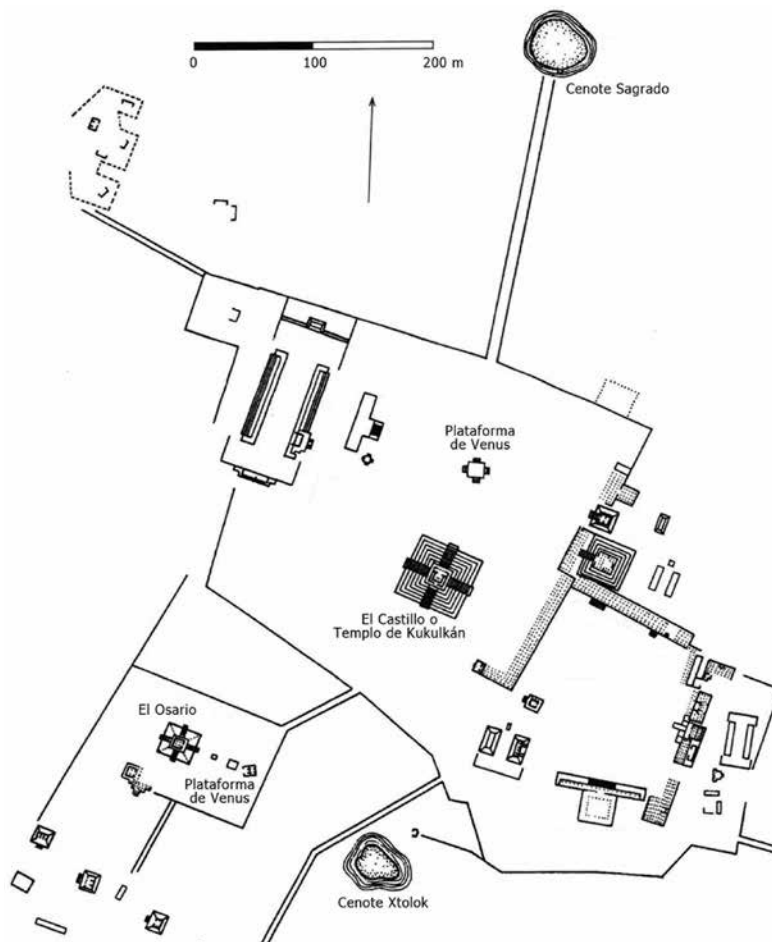 0
100
200 m
Cenote Sagrado
Plataforma
de Venus
El Castillo o
Templo de Kukulkán
El Osario
Plataforma
de Venus
Cenote Xtolok